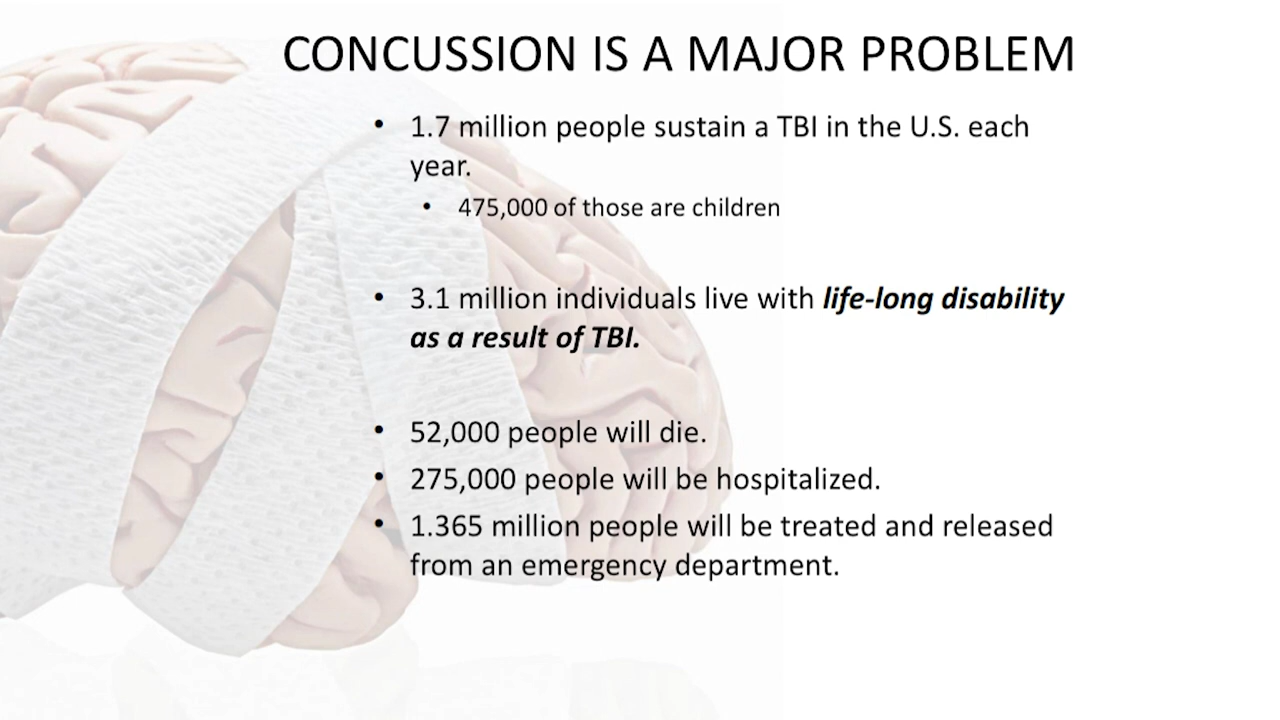 CONCUSSION IS A MAJOR PROBLEM
• 1.7 million people sustain a TBI in the U.S. each
year.
• 475,000 of those are children
• 3.1 million individuals live with life-long disability
as a result of TBI.
• 52,000 people will die.
• 275,000 people will be hospitalized.
• 1.365 million people will be treated and released
from an emergency department.